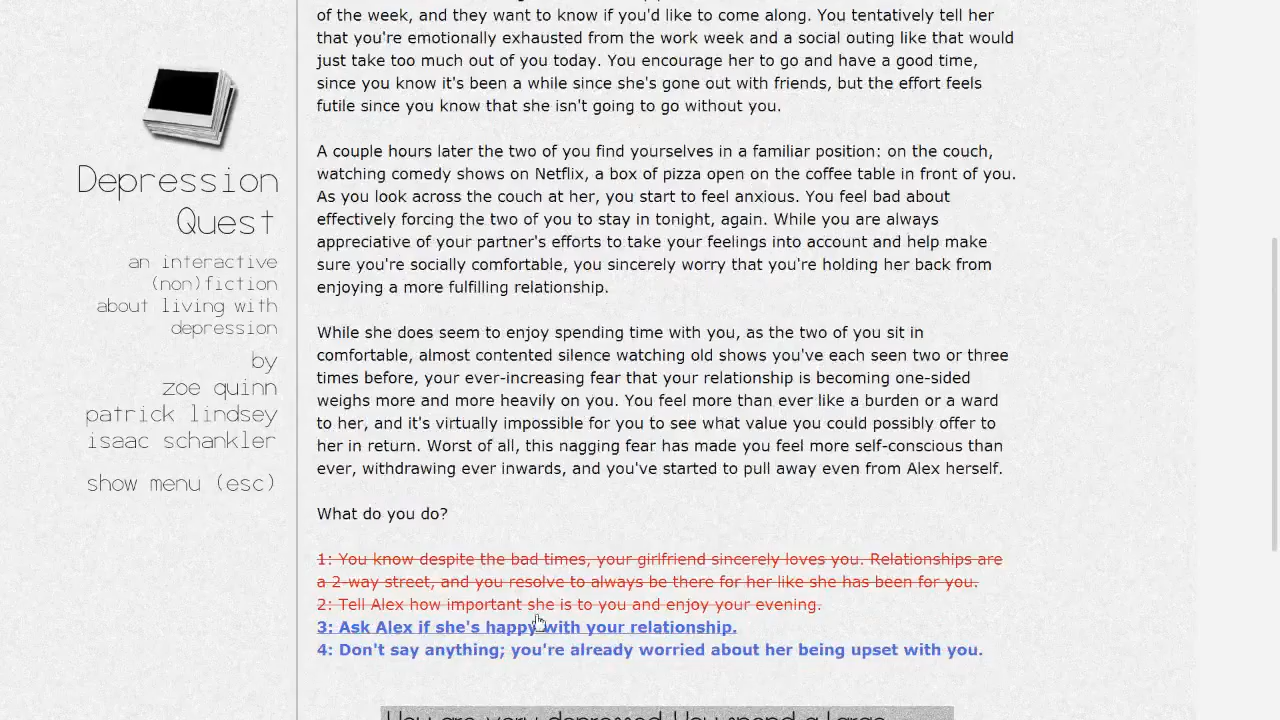 Depression
Quest
an interactive
(non)fiction
about living with
depression
by
zoe quinn
patrick lindsey
isaac schankler
show menu (esc)
of the week, and they want to know if you'd like to come along. You tentatively tell her
that you're emotionally exhausted from the work week and a social outing like that would
just take too much out of you today. You encourage her to go and have a good time,
since you know it's been a while since she's gone out with friends, but the effort feels
futile since you know that she isn't going to go without you.
A couple hours later the two of you find yourselves in a familiar position: on the couch,
watching comedy shows on Netflix, a box of pizza open on the coffee table in front of you.
As you look across the couch at her, you start to feel anxious. You feel bad about
effectively forcing the two of you to stay in tonight, again. While you are always
appreciative of your partner's efforts to take your feelings into account and help make
sure you're socially comfortable, you sincerely worry that you're holding her back from
enjoying a more fulfilling relationship.
While she does seem to enjoy spending time with you, as the two of you sit in
comfortable, almost contented silence watching old shows you've each seen two or three
times before, your ever-increasing fear that your relationship is becoming one-sided
weighs more and more heavily on you. You feel more than ever like a burden or a ward
to her, and it's virtually impossible for you to see what value you could possibly offer to
her in return. Worst of all, this nagging fear has made you feel more self-conscious than
ever, withdrawing ever inwards, and you've started to pull away even from Alex herself.
What do you do?
1: You know despite the bad times, your girlfriend sincerely loves you. Relationships are
a 2-way street, and you resolve to always be there for her like she has been for you.
2: Tell Alex how important she is to you and enjoy your evening.
3: Ask Alex if she's happy with your relationship.
4: Don't say anything; you're already worried about her being upset with you.
You are very depressed. You spend a large